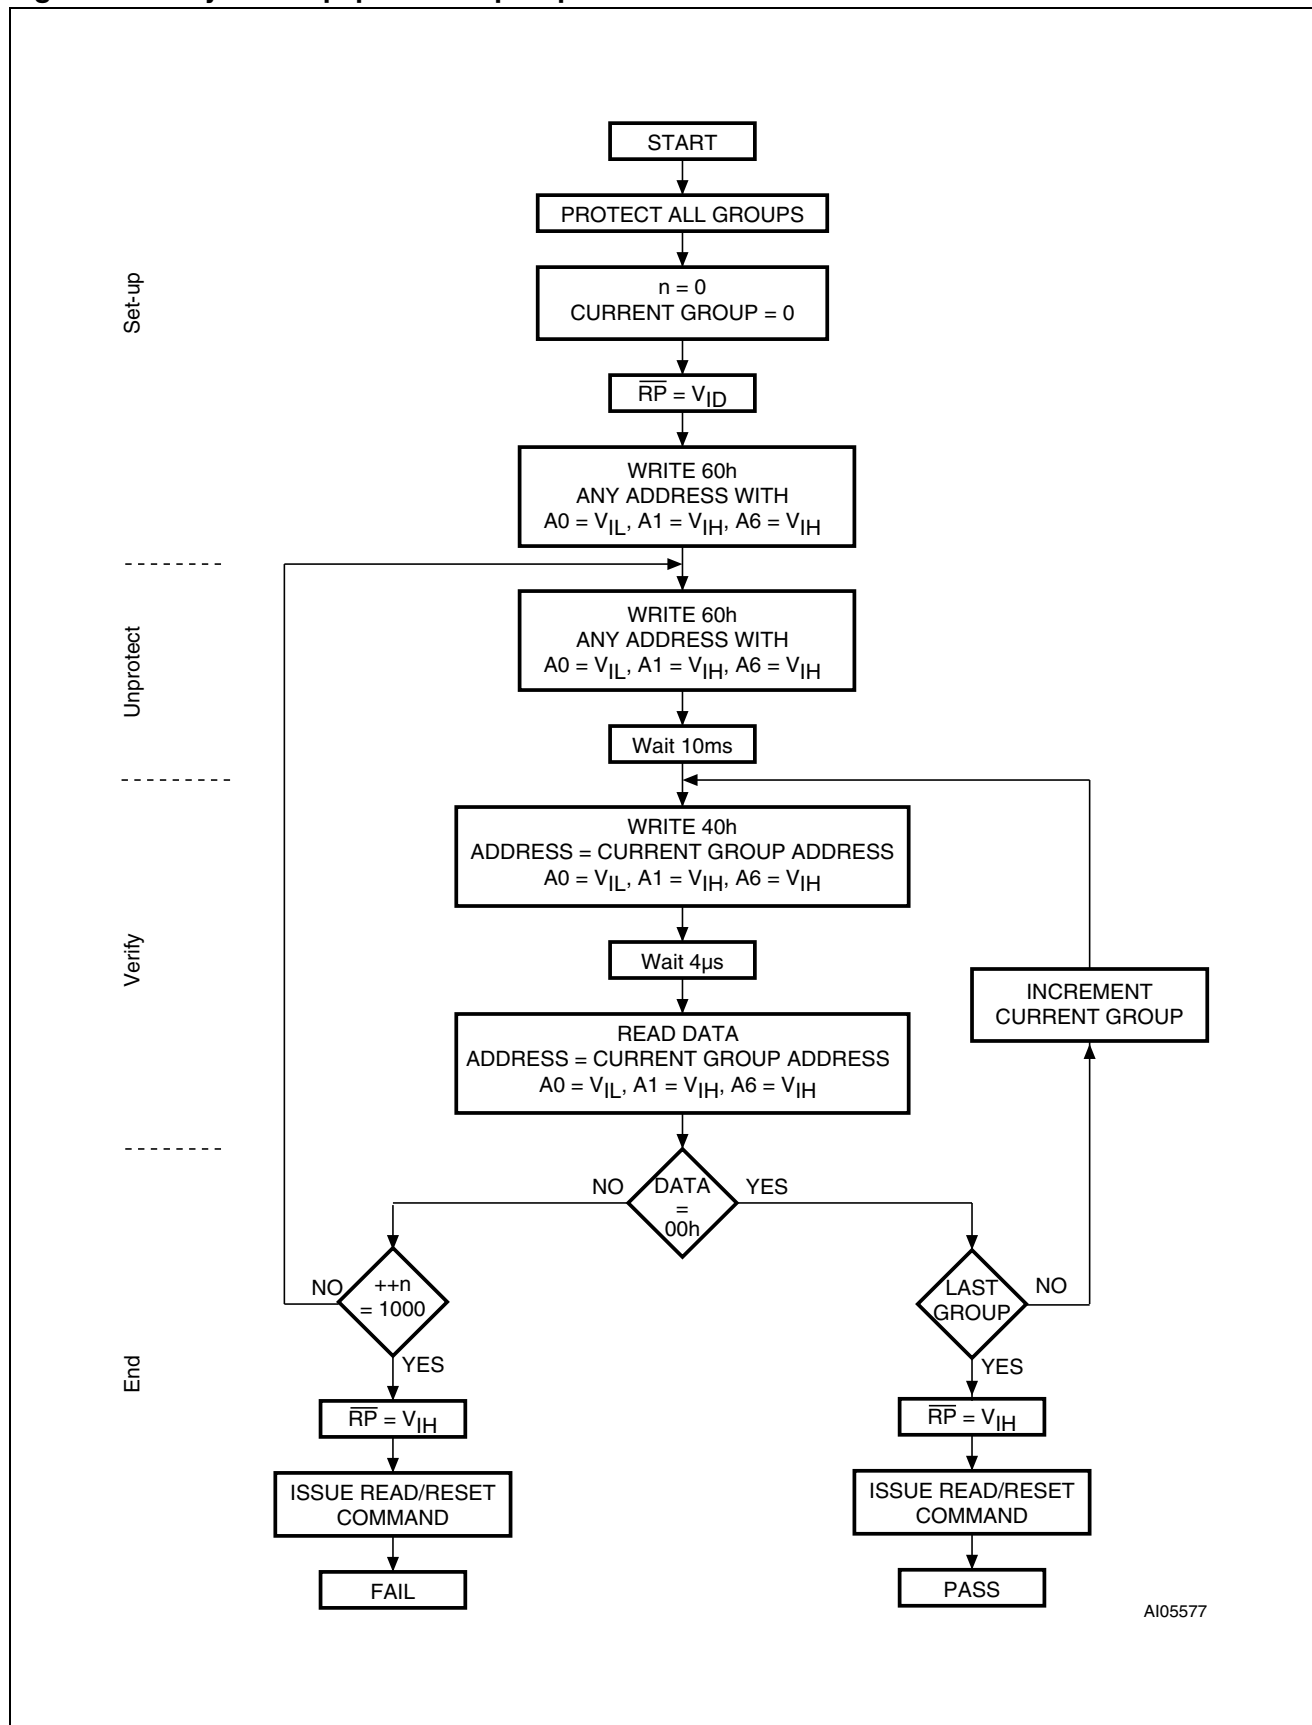 START
PROTECT ALL GROUPS
Set-up
n = 0
CURRENT GROUP = 0
RP = VID
WRITE 60h
ANY ADDRESS WITH
A0 = VIL, A1 = VIH, A6 = VIH
Unprotect
WRITE 60h
ANY ADDRESS WITH
A0 = VIL, A1 = VIH, A6 = VIH
Wait 10ms
Verify
WRITE 40h
ADDRESS = CURRENT GROUP ADDRESS
A0 = VIL, A1 = VIH, A6 = VIH
Wait 4µs
INCREMENT
CURRENT GROUP
READ DATA
ADDRESS = CURRENT GROUP ADDRESS
A0 = VIL, A1 = VIH, A6 = VIH
NO
DATA
=
00h
YES
End
NO
++n
= 1000
LAST
GROUP
NO
YES
YES
RP = VIH
RP = VIH
ISSUE READ/RESET
COMMAND
ISSUE READ/RESET
COMMAND
FAIL
PASS
AI05577